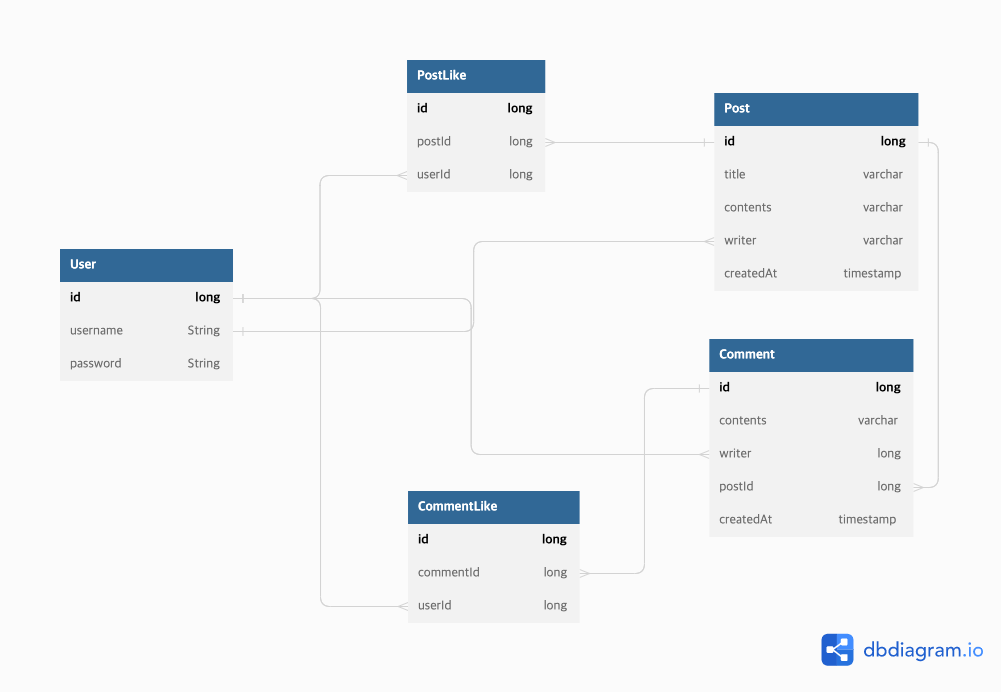 PostLike
id long
postId long
userId long
Post
id long
title varchar
contents varchar
writer varchar
createdAt timestamp
User
id long
username String
password String
Comment
id long
contents varchar
writer long
postId long
createdAt timestamp
CommentLike
id long
commentId long
userId long
dbdiagram.io